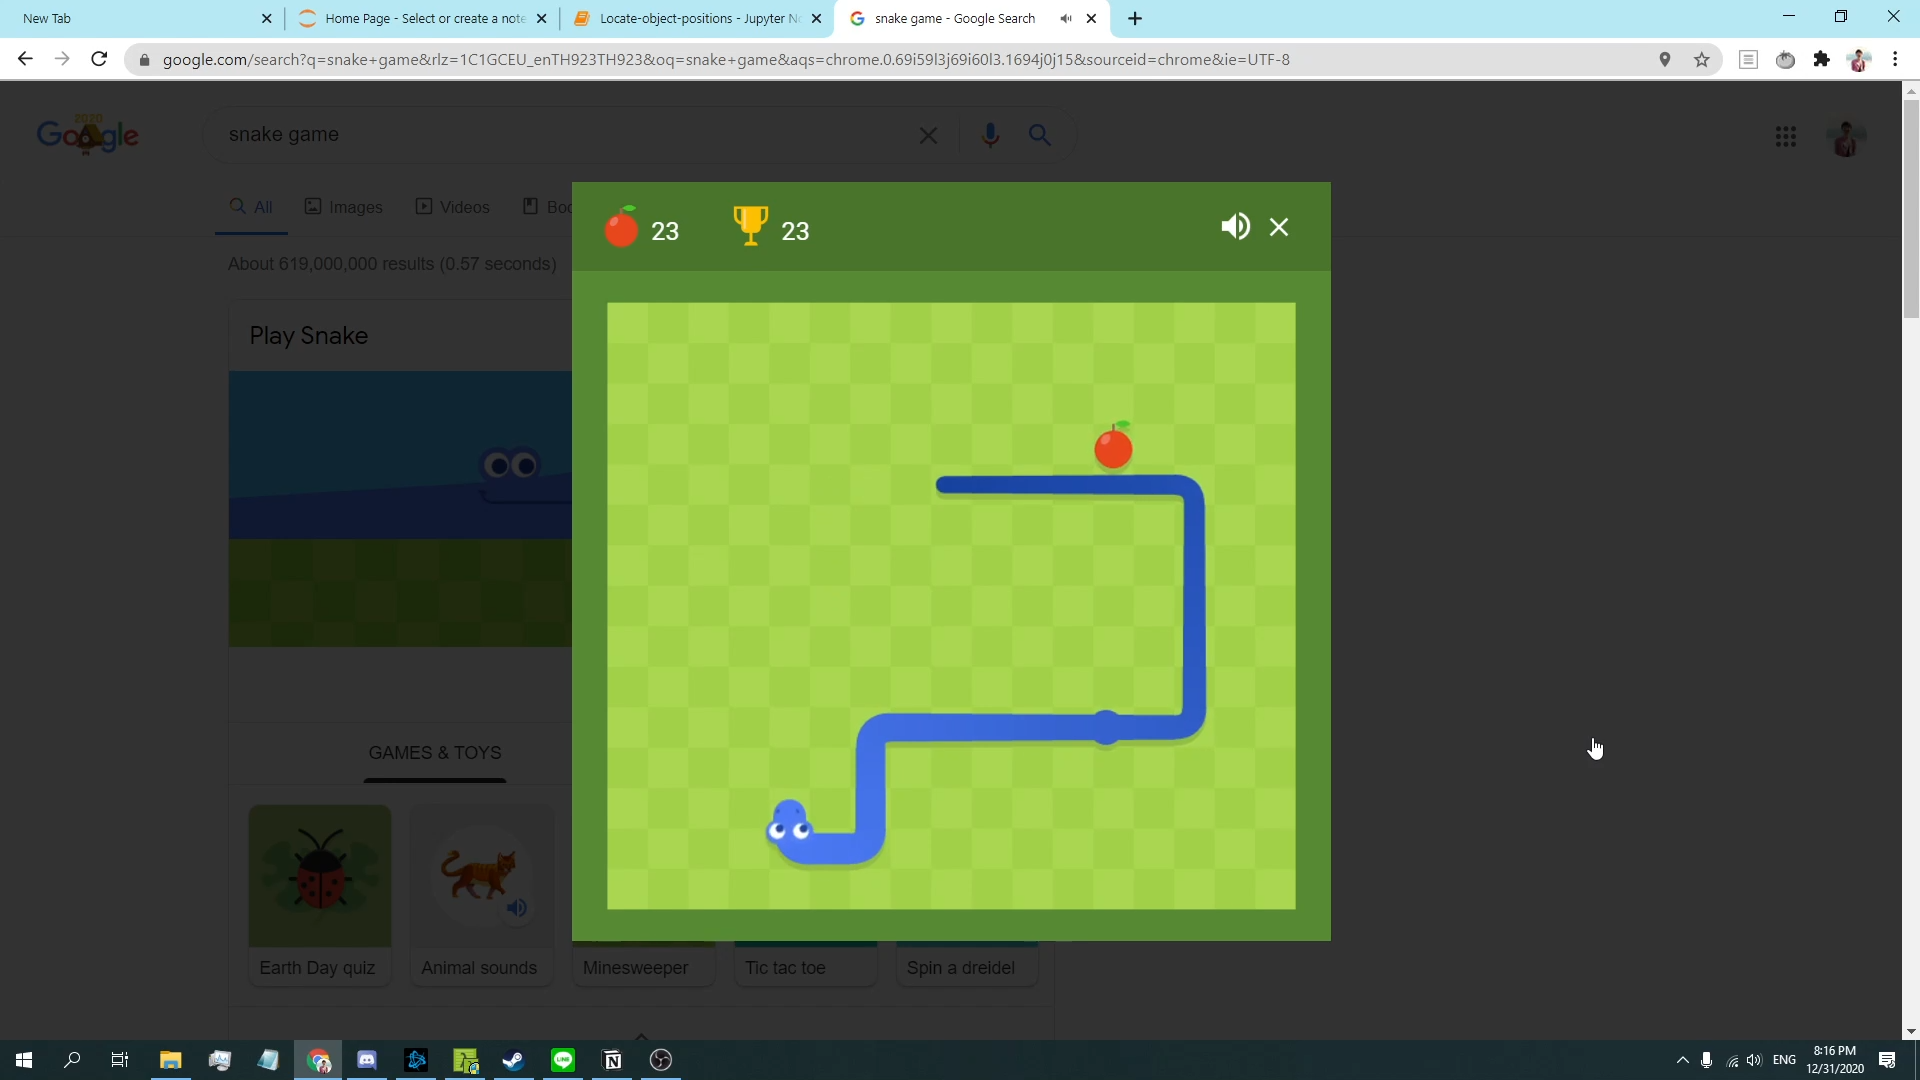 New Tab
Home Page - Select or create a note
Locate-object-positions - Jupyter No
snake game - Google Search
google.com/search?q=snake+game&rlz=1C1GCEU_enTH923TH923&oq=snake+game&aqs=chrome.0.69i59l3j69i60l3.1694j0j15&sourceid=chrome&ie=UTF-8
2020
Google
snake game
All
Images
Videos
Boo
About 619,000,000 results (0.57 seconds)
23
23
Play Snake
GAMES & TOYS
Earth Day quiz
Animal sounds
Minesweeper
Tic tac toe
Spin a dreidel
ENG
8:16 PM
12/31/2020